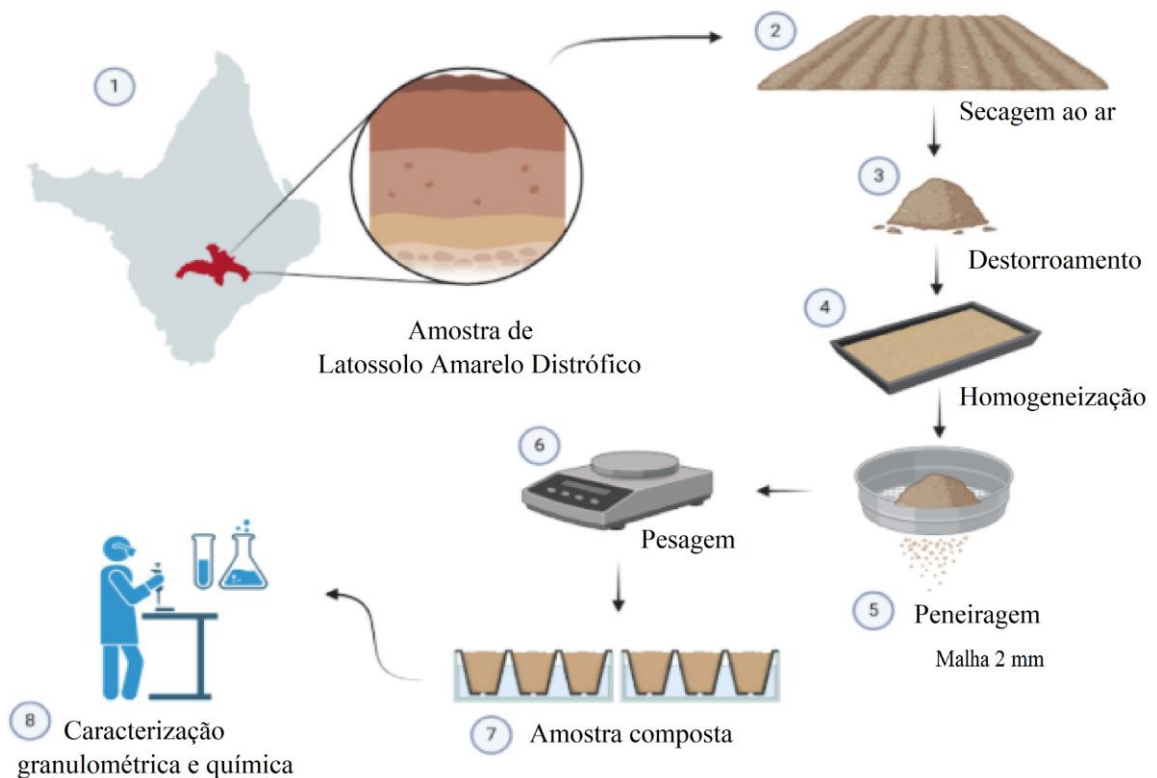 1
Amostra de
Latossolo Amarelo Distrófico
2
Secagem ao ar
3
Destorroamento
4
Homogeneização
5
Peneiragem
Malha 2 mm
6
Pesagem
7
Amostra composta
8
Caracterização
granulométrica e química